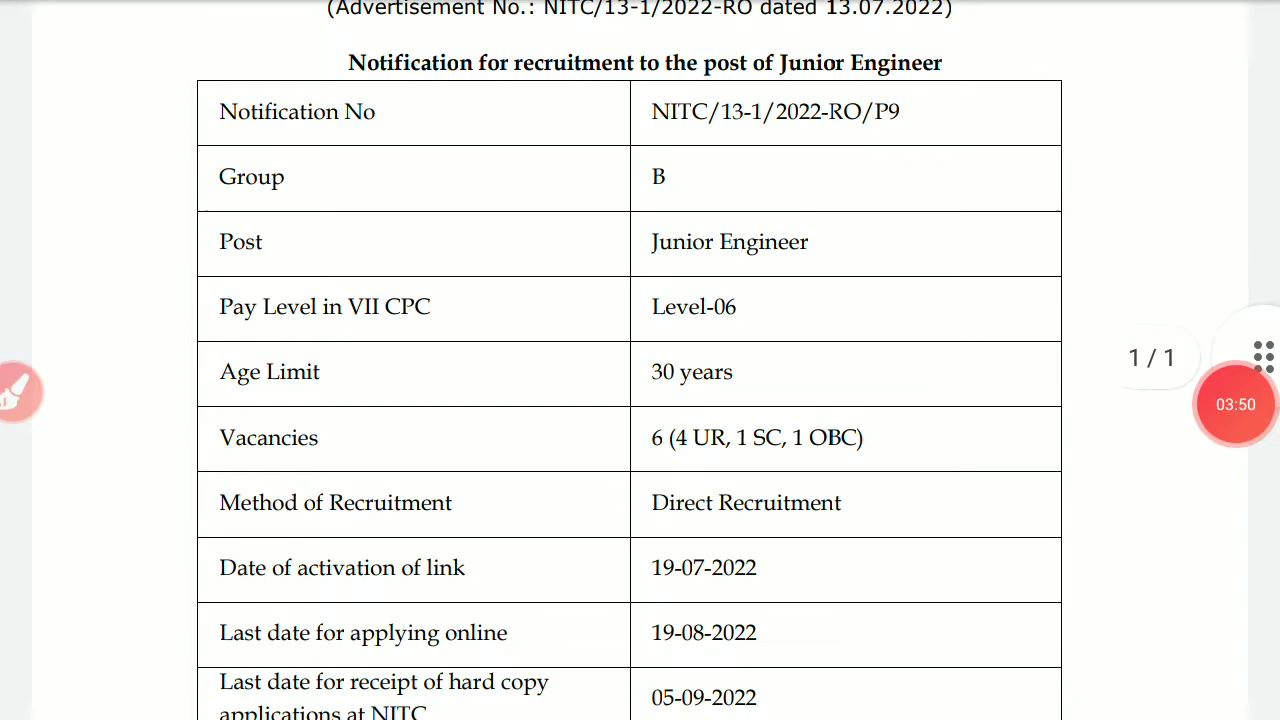 (Advertisement No.: NITC/13-1/2022-RO dated 13.07.2022)
Notification for recruitment to the post of Junior Engineer
Notification No NITC/13-1/2022-RO/P9
Group B
Post Junior Engineer
Pay Level in VII CPC Level-06
Age Limit 30 years
Vacancies 6 (4 UR, 1 SC, 1 OBC)
Method of Recruitment Direct Recruitment
Date of activation of link 19-07-2022
Last date for applying online 19-08-2022
Last date for receipt of hard copy
applications at NITC 05-09-2022
1 / 1
03:50